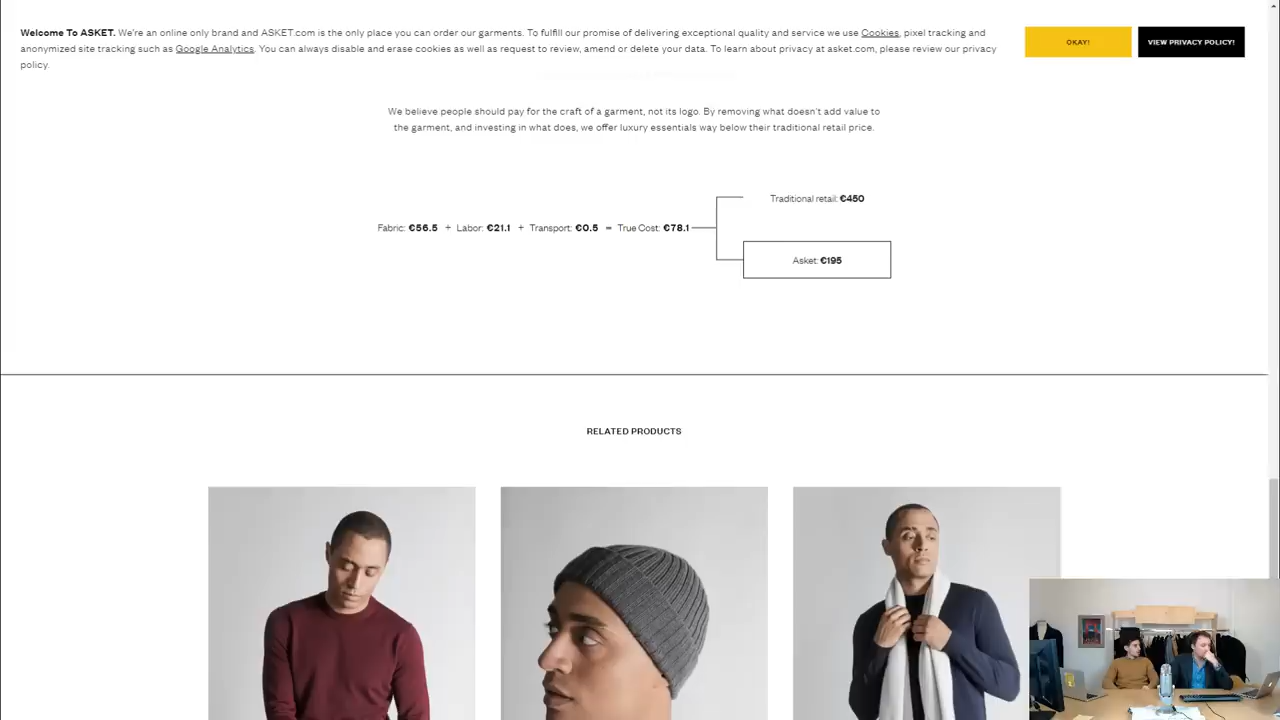 Welcome To ASKET. We're an online only brand and ASKET.com is the only place you can order our garments. To fulfill our promise of delivering exceptional quality and service we use Cookies, pixel tracking and
anonymized site tracking such as Google Analytics. You can always disable and erase cookies as well as request to review, amend or delete your data. To learn about privacy at asket.com, please review our privacy
policy.
OKAY!
VIEW PRIVACY POLICY!
We believe people should pay for the craft of a garment, not its logo. By removing what doesn't add value to
the garment, and investing in what does, we offer luxury essentials way below their traditional retail price.
Traditional retail: €450
Fabric: €56.5 + Labor: €21.1 + Transport: €0.5 = True Cost: €78.1
Asket: €195
RELATED PRODUCTS